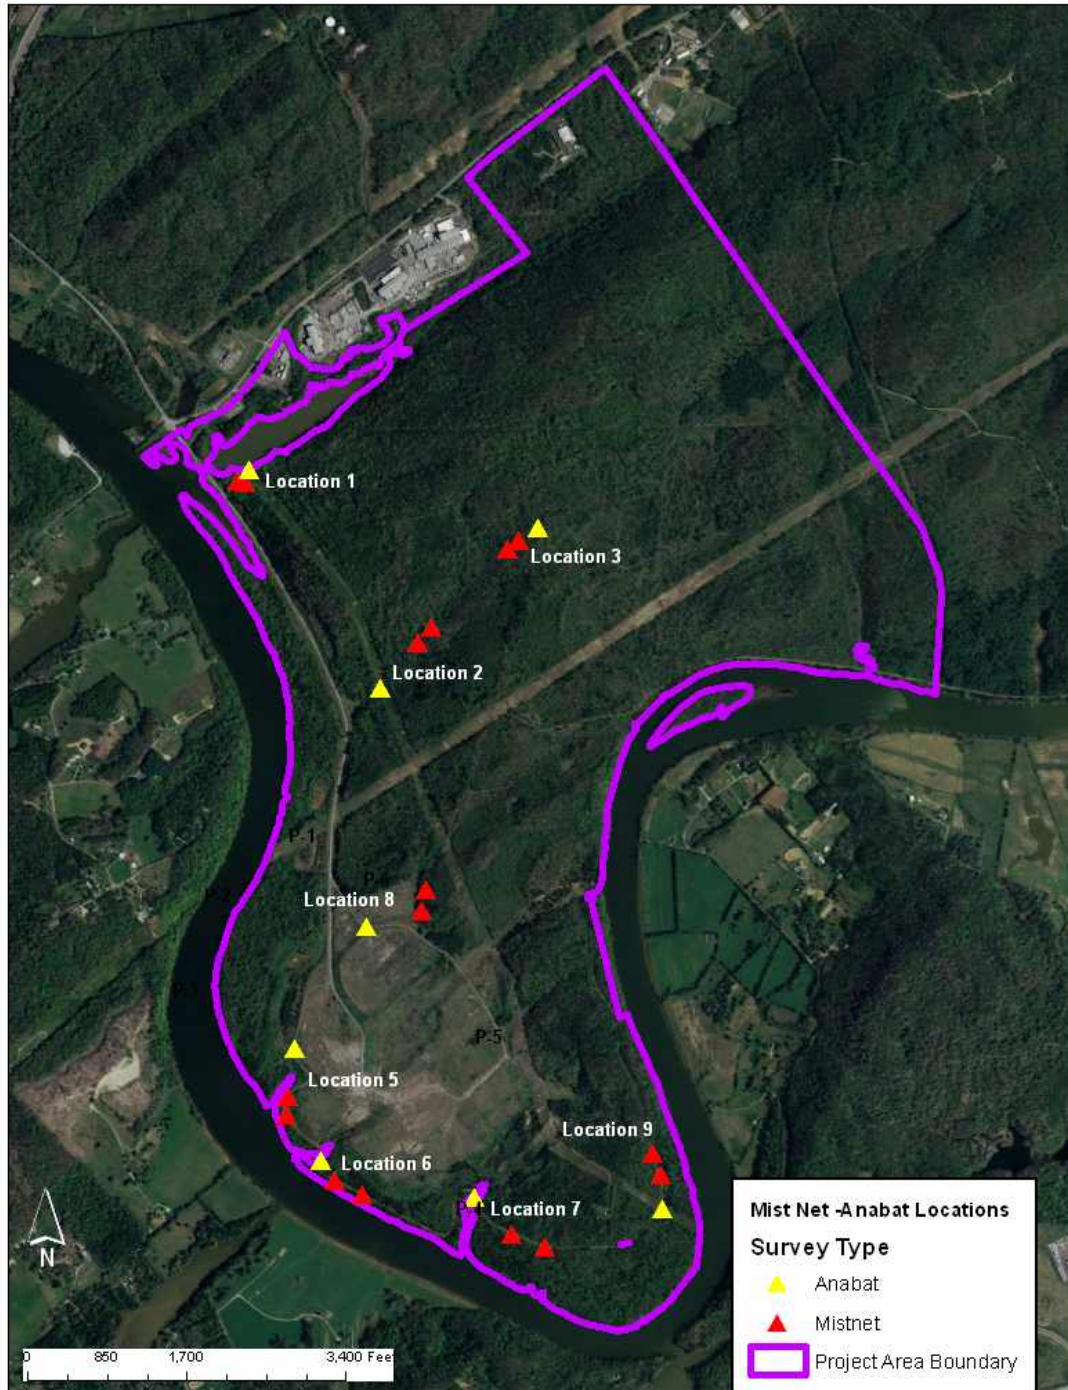 Location 1
Location 3
Location 2
P-1
Location 8
P-5
Location 5
Location 9
Location 6
Location 7
N
0 850 1,700 3,400 Feet
Mist Net -Anabat Locations
Survey Type
Anabat
Mistnet
Project Area Boundary